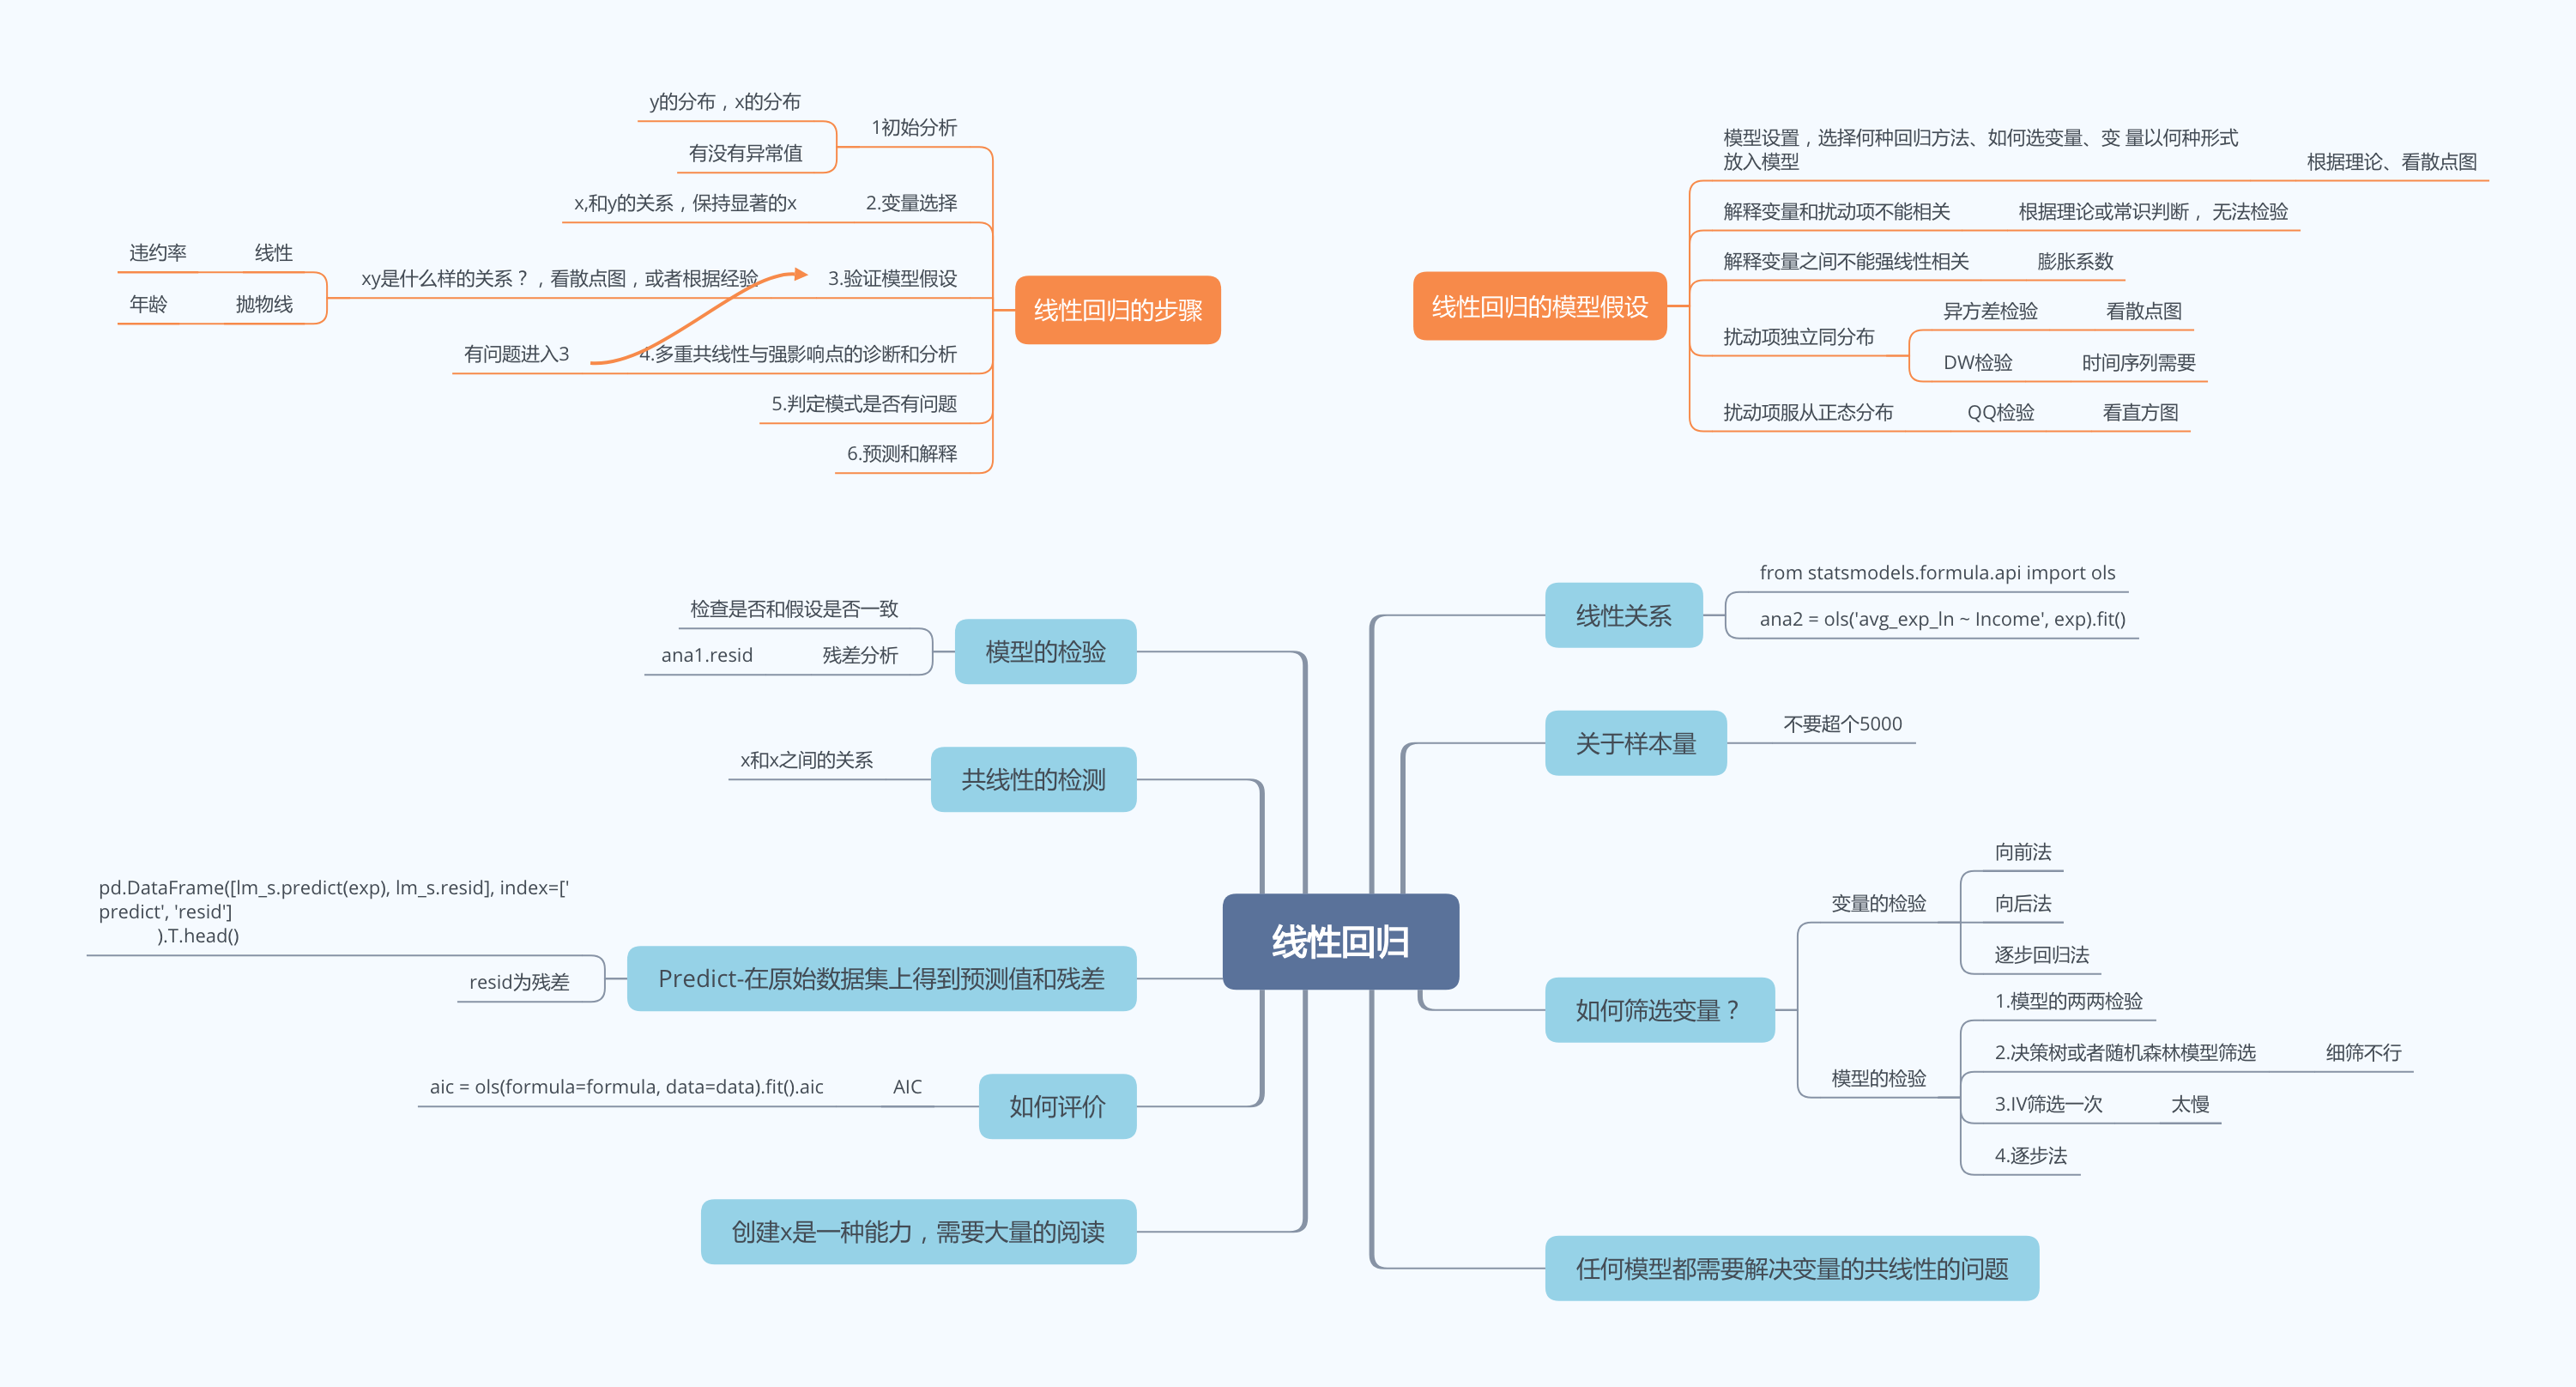 y的分布，x的分布
1初始分析
有没有异常值
x,和y的关系，保持显著的x
2.变量选择
违约率
线性
年龄
抛物线
xy是什么样的关系？，看散点图，或者根据经验
3.验证模型假设
有问题进入3
4.多重共线性与强影响点的诊断和分析
5.判定模式是否有问题
6.预测和解释
线性回归的步骤
线性回归的模型假设
模型设置，选择何种回归方法、如何选变量、变 量以何种形式
放入模型
根据理论、看散点图
解释变量和扰动项不能相关
根据理论或常识判断， 无法检验
解释变量之间不能强线性相关
膨胀系数
扰动项独立同分布
异方差检验
看散点图
DW检验
时间序列需要
扰动项服从正态分布
QQ检验
看直方图
检查是否和假设是否一致
ana1.resid
残差分析
模型的检验
x和x之间的关系
共线性的检测
pd.DataFrame([lm_s.predict(exp), lm_s.resid], index=['
predict', 'resid']
).T.head()
resid为残差
Predict-在原始数据集上得到预测值和残差
aic = ols(formula=formula, data=data).fit().aic
AIC
如何评价
创建x是一种能力，需要大量的阅读
线性回归
线性关系
from statsmodels.formula.api import ols
ana2 = ols('avg_exp_ln ~ Income', exp).fit()
关于样本量
不要超个5000
如何筛选变量？
变量的检验
向前法
向后法
逐步回归法
模型的检验
1.模型的两两检验
2.决策树或者随机森林模型筛选
细筛不行
3.IV筛选一次
太慢
4.逐步法
任何模型都需要解决变量的共线性的问题